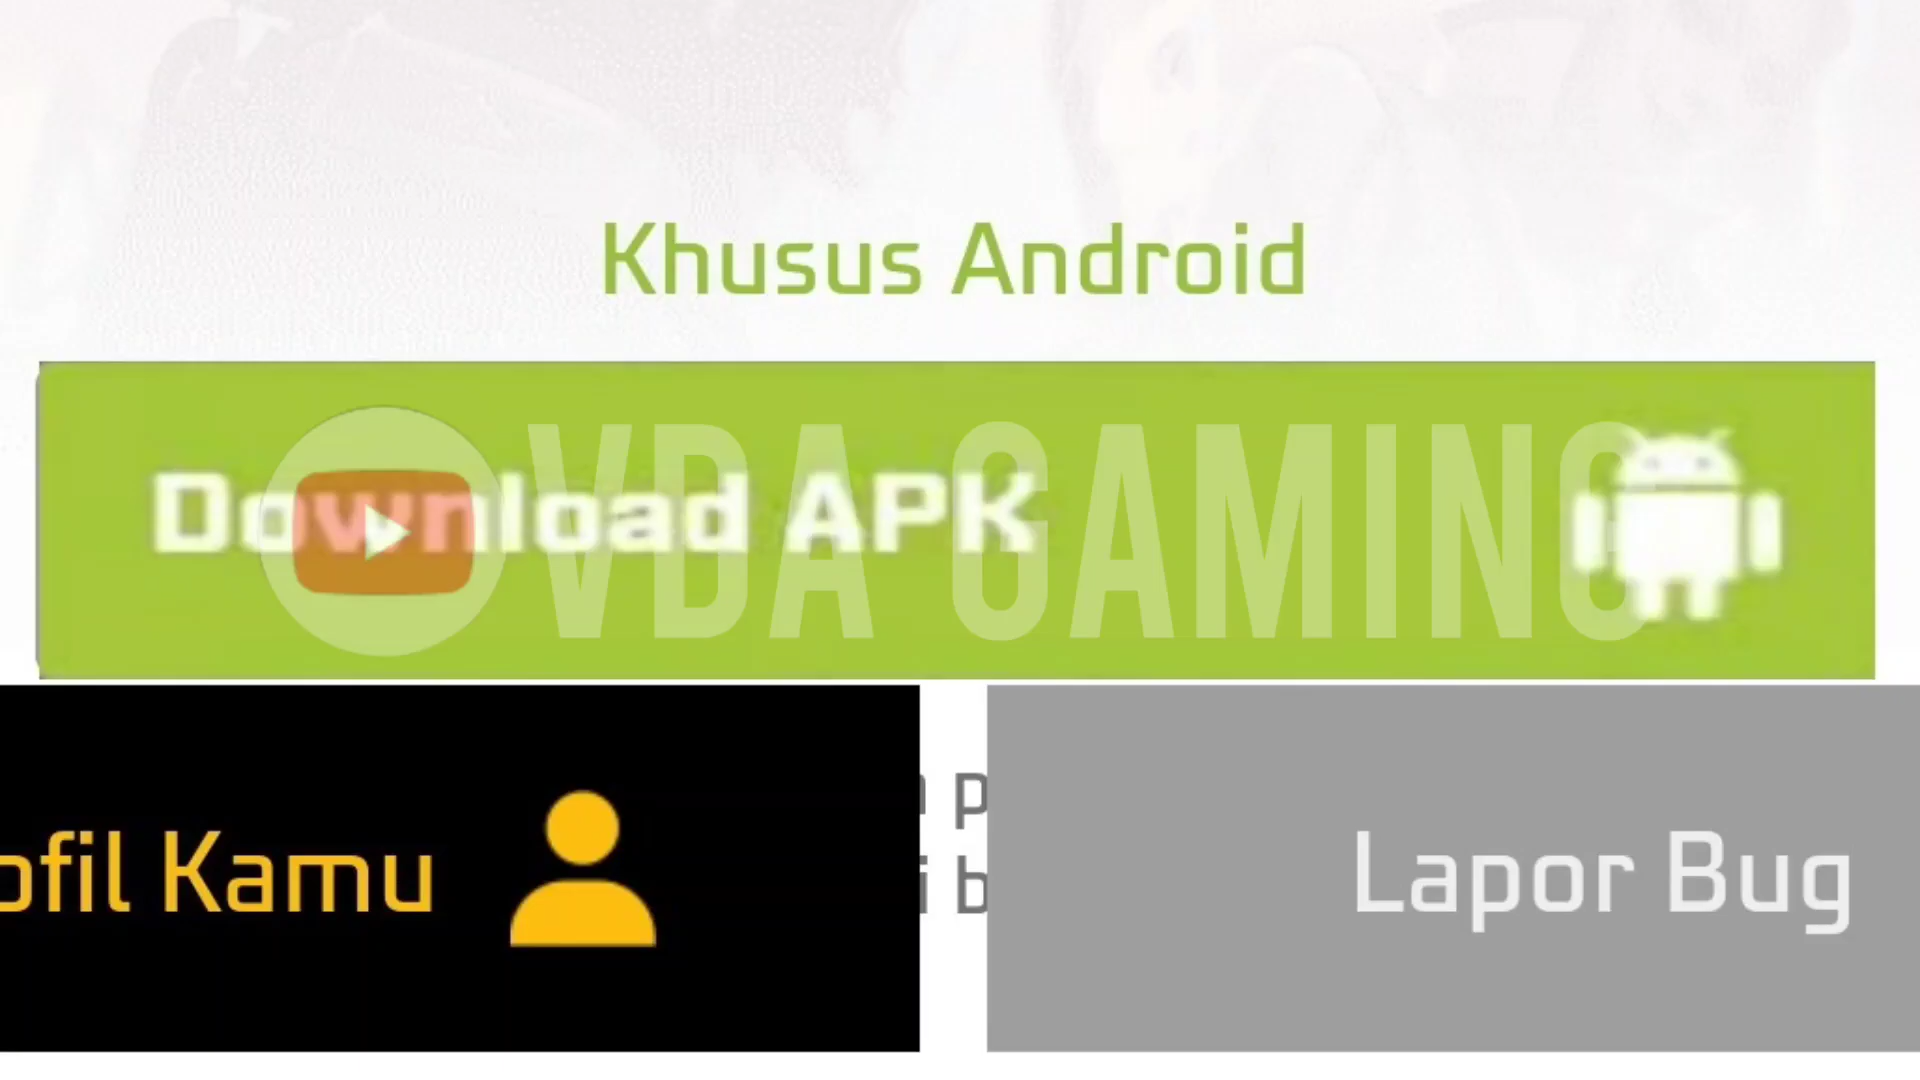 Khusus Android
Download APK
VDA GAMING
ofil Kamu
Lapor Bug